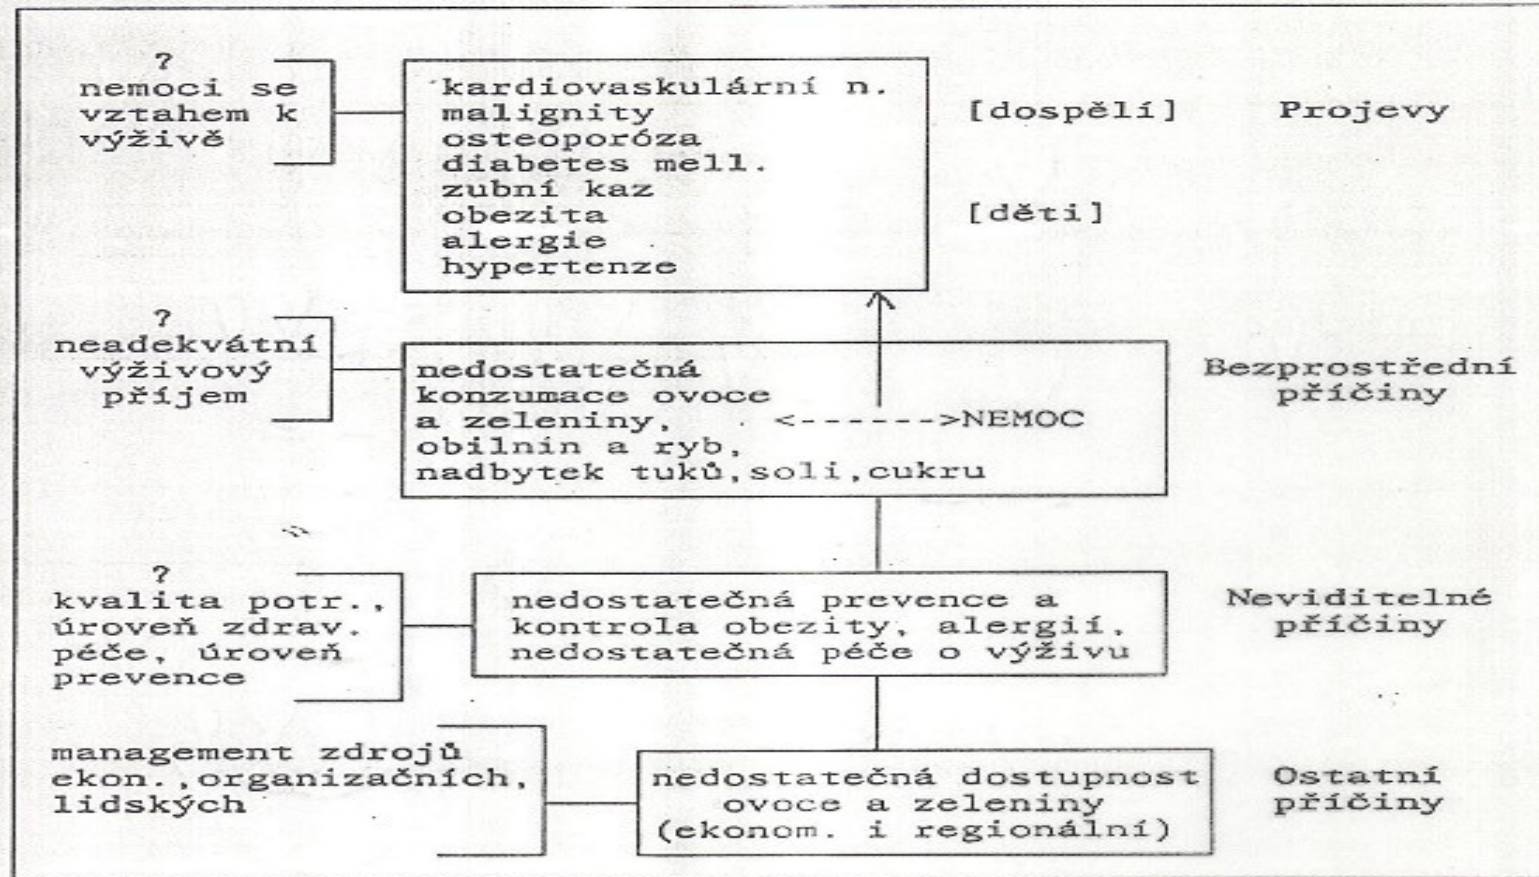 ?
nemoci se
vztahem k
výživě
kardiovaskulární n.
malignity
osteoporóza
diabetes mell.
zubní kaz
obezita
alergie
hypertenze
[dospělí]
[děti]
Projevy
?
neadekvátní
výživový
příjem
nedostatečná
konzumace ovoce
a zeleniny, <------>NEMOC
obilnin a ryb,
nadbytek tuků,soli,cukru
Bezprostřední
příčiny
?
kvalita potr.,
úroveň zdrav.
péče, úroveň
prevence
nedostatečná prevence a
kontrola obezity, alergií,
nedostatečná péče o výživu
Neviditelné
příčiny
management zdrojů
ekon.,organizačních,
lidských
nedostatečná dostupnost
ovoce a zeleniny
(ekonom. i regionální)
Ostatní
příčiny